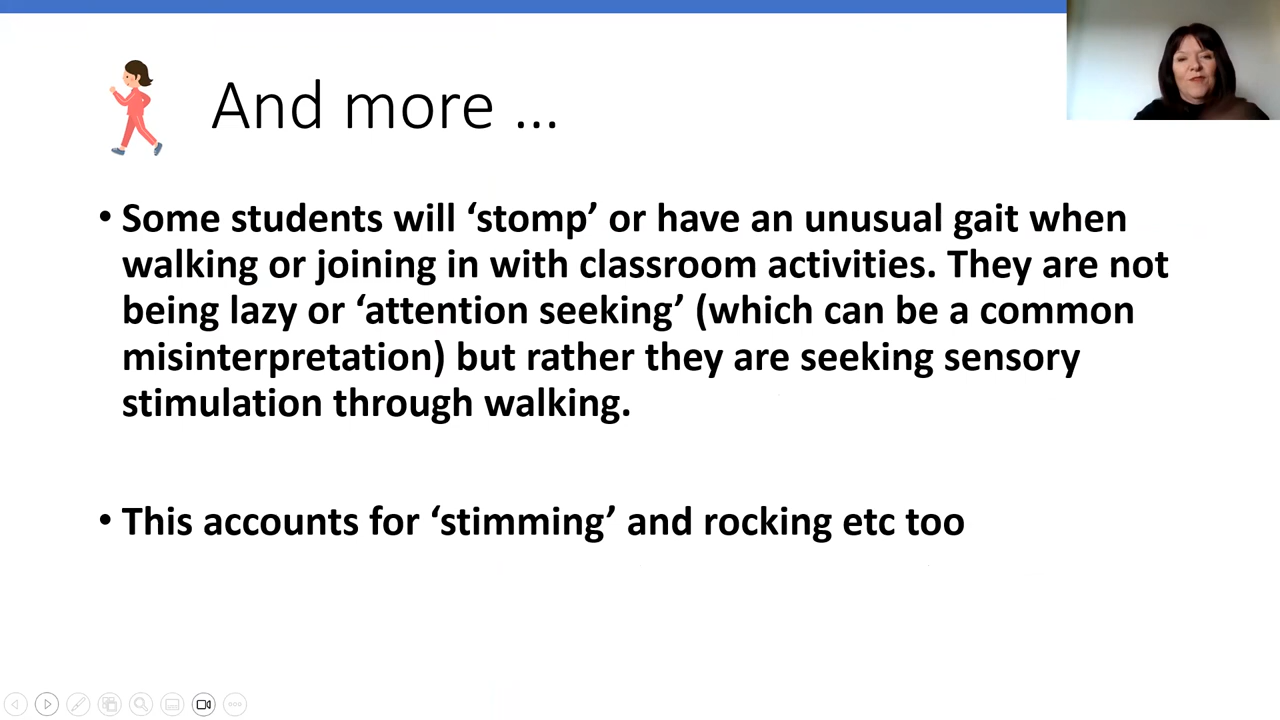 And more …
• Some students will ‘stomp’ or have an unusual gait when
walking or joining in with classroom activities. They are not
being lazy or ‘attention seeking’ (which can be a common
misinterpretation) but rather they are seeking sensory
stimulation through walking.
• This accounts for ‘stimming’ and rocking etc too